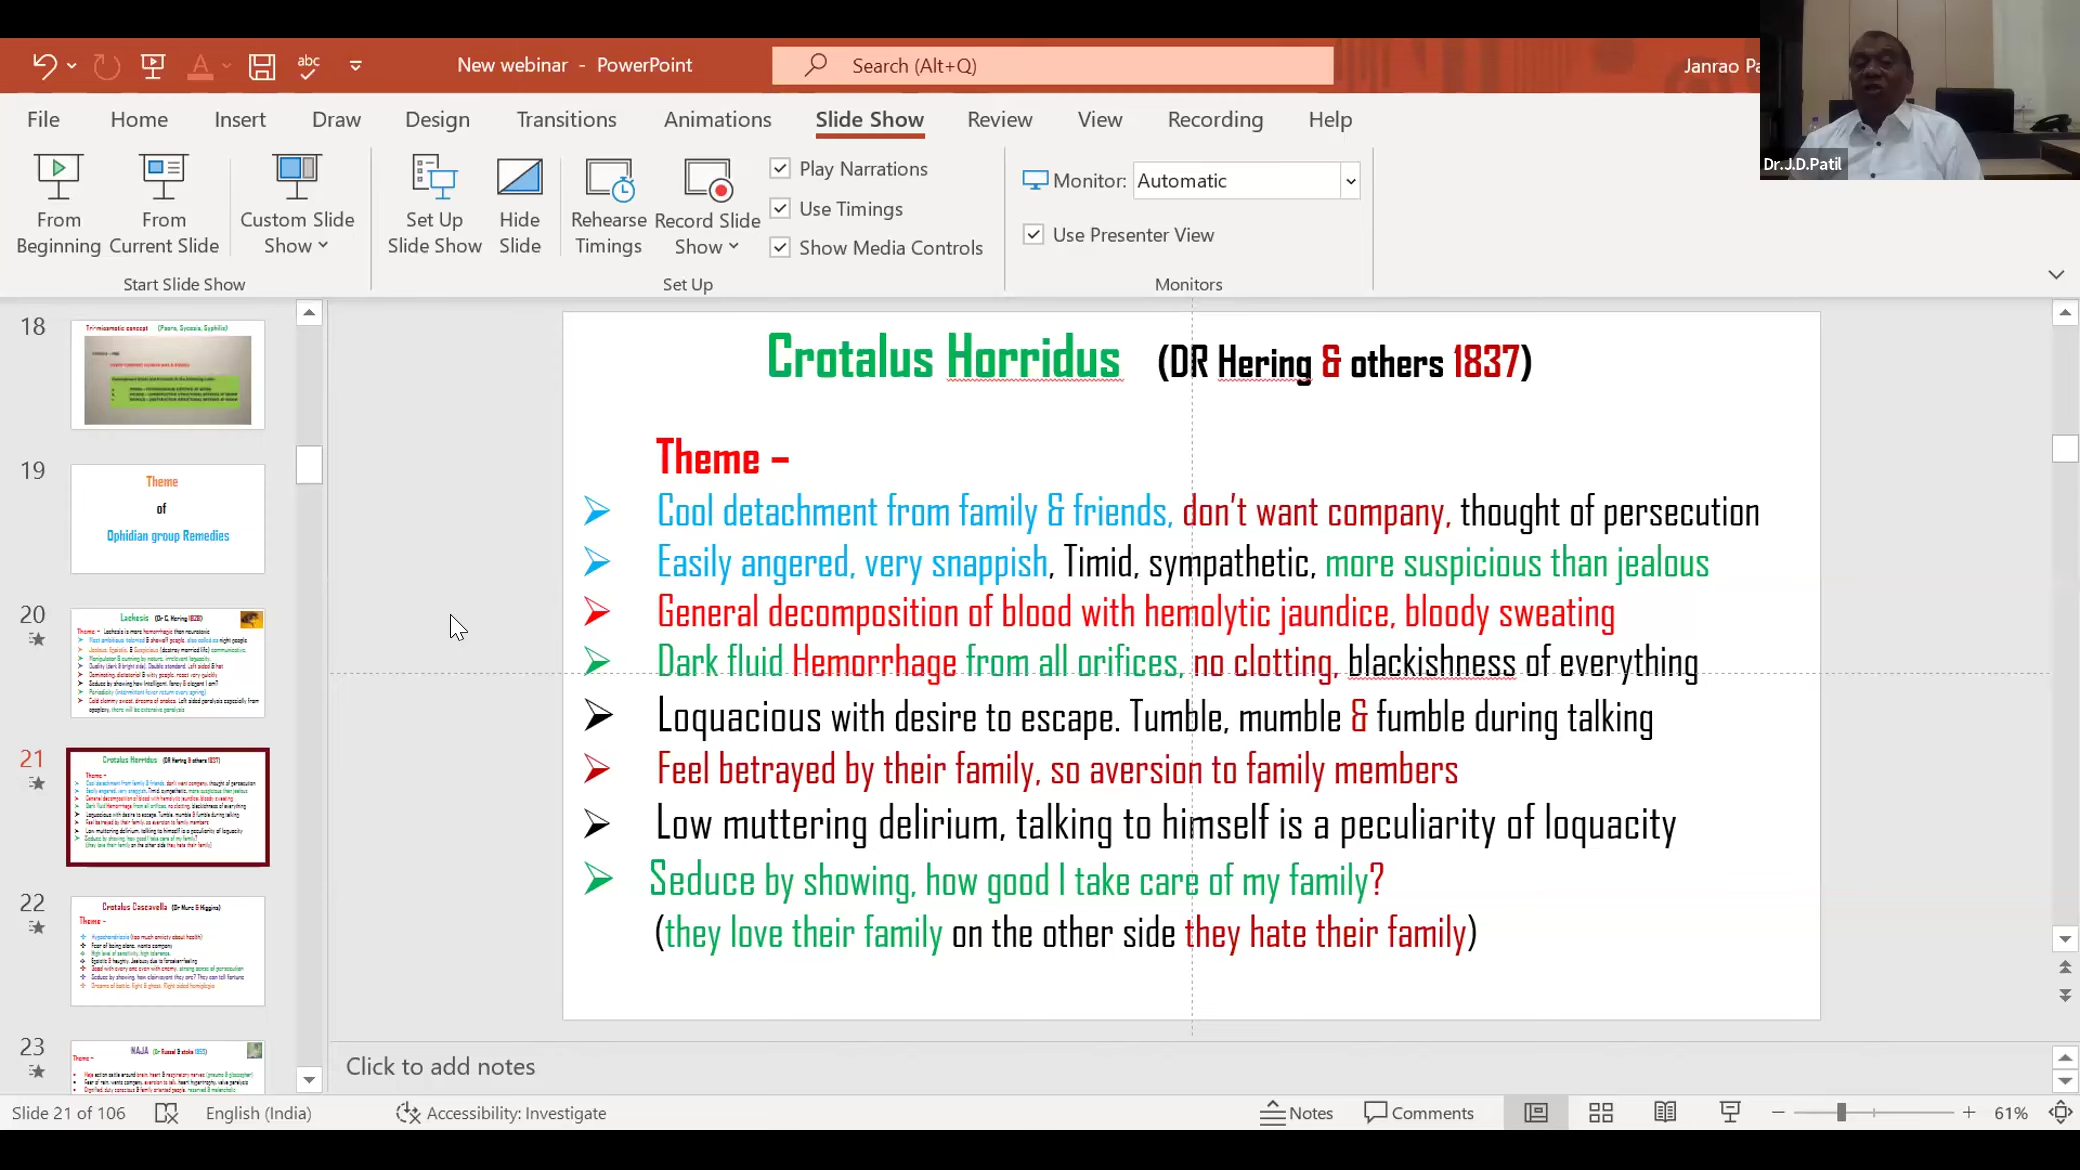 New webinar - PowerPoint
Search (Alt+Q)
Janrao Pa
Dr.J.D.Patil
File Home Insert Draw Design Transitions Animations Slide Show Review View Recording Help
From Beginning
From Current Slide
Custom Slide Show
Set Up Slide Show
Hide Slide
Rehearse Timings
Record Slide Show
Play Narrations
Use Timings
Show Media Controls
Monitor: Automatic
Use Presenter View
Start Slide Show
Set Up
Monitors
18
Tri-miasmatic concept (Psora, Sycosis, Syphilis)
19
Theme
of
Ophidian group Remedies
20
21
22
23
Crotalus Horridus (DR Hering & others 1837)
Theme –
Cool detachment from family & friends, don't want company, thought of persecution
Easily angered, very snappish, Timid, sympathetic, more suspicious than jealous
General decomposition of blood with hemolytic jaundice, bloody sweating
Dark fluid Hemorrhage from all orifices, no clotting, blackishness of everything
Loquacious with desire to escape. Tumble, mumble & fumble during talking
Feel betrayed by their family, so aversion to family members
Low muttering delirium, talking to himself is a peculiarity of loquacity
Seduce by showing, how good I take care of my family?
(they love their family on the other side they hate their family)
Click to add notes
Slide 21 of 106
English (India)
Accessibility: Investigate
Notes
Comments
61%